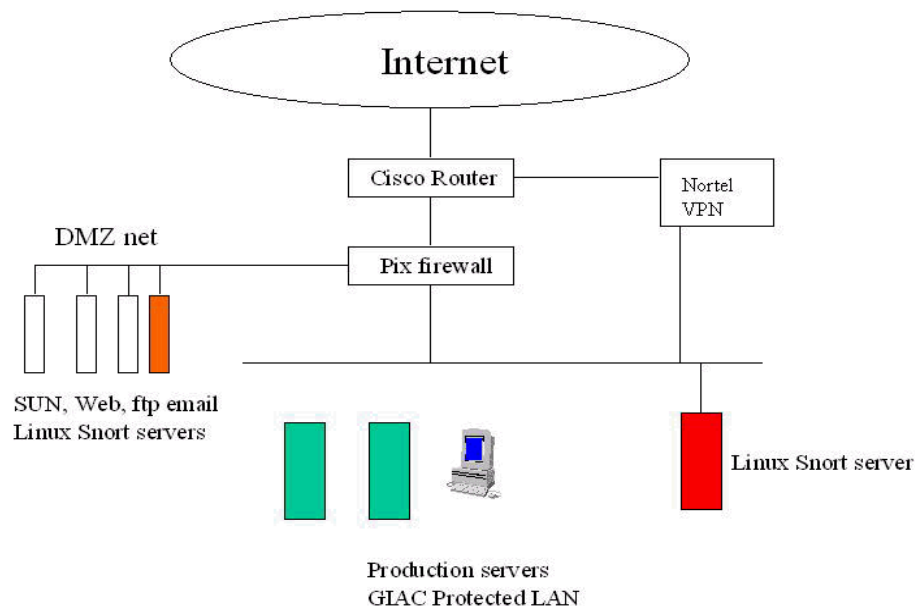 Internet
Cisco Router
Nortel
VPN
DMZ net
Pix firewall
SUN, Web, ftp email
Linux Snort servers
Linux Snort server
Production servers
GIAC Protected LAN